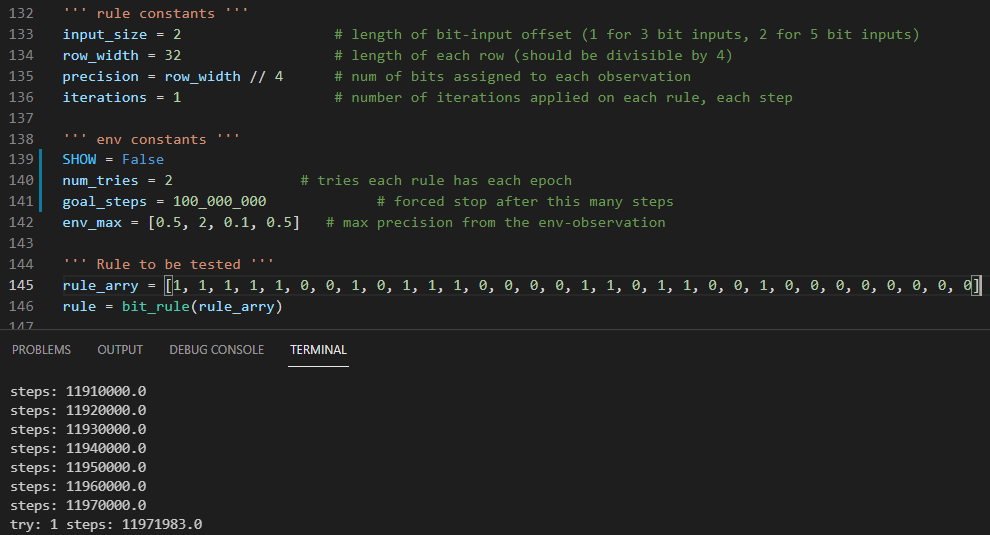 132 ''' rule constants '''
133 input_size = 2 # length of bit-input offset (1 for 3 bit inputs, 2 for 5 bit inputs)
134 row_width = 32 # length of each row (should be divisible by 4)
135 precision = row_width // 4 # num of bits assigned to each observation
136 iterations = 1 # number of iterations applied on each rule, each step
137
138 ''' env constants '''
139 SHOW = False
140 num_tries = 2 # tries each rule has each epoch
141 goal_steps = 100_000_000 # forced stop after this many steps
142 env_max = [0.5, 2, 0.1, 0.5] # max precision from the env-observation
143
144 ''' Rule to be tested '''
145 rule_arry = [1, 1, 1, 1, 1, 0, 0, 1, 0, 1, 1, 1, 0, 0, 0, 0, 1, 1, 0, 1, 1, 0, 0, 1, 0, 0, 0, 0, 0, 0, 0, 0]
146 rule = bit_rule(rule_arry)
147
PROBLEMS OUTPUT DEBUG CONSOLE TERMINAL
steps: 11910000.0
steps: 11920000.0
steps: 11930000.0
steps: 11940000.0
steps: 11950000.0
steps: 11960000.0
steps: 11970000.0
try: 1 steps: 11971983.0